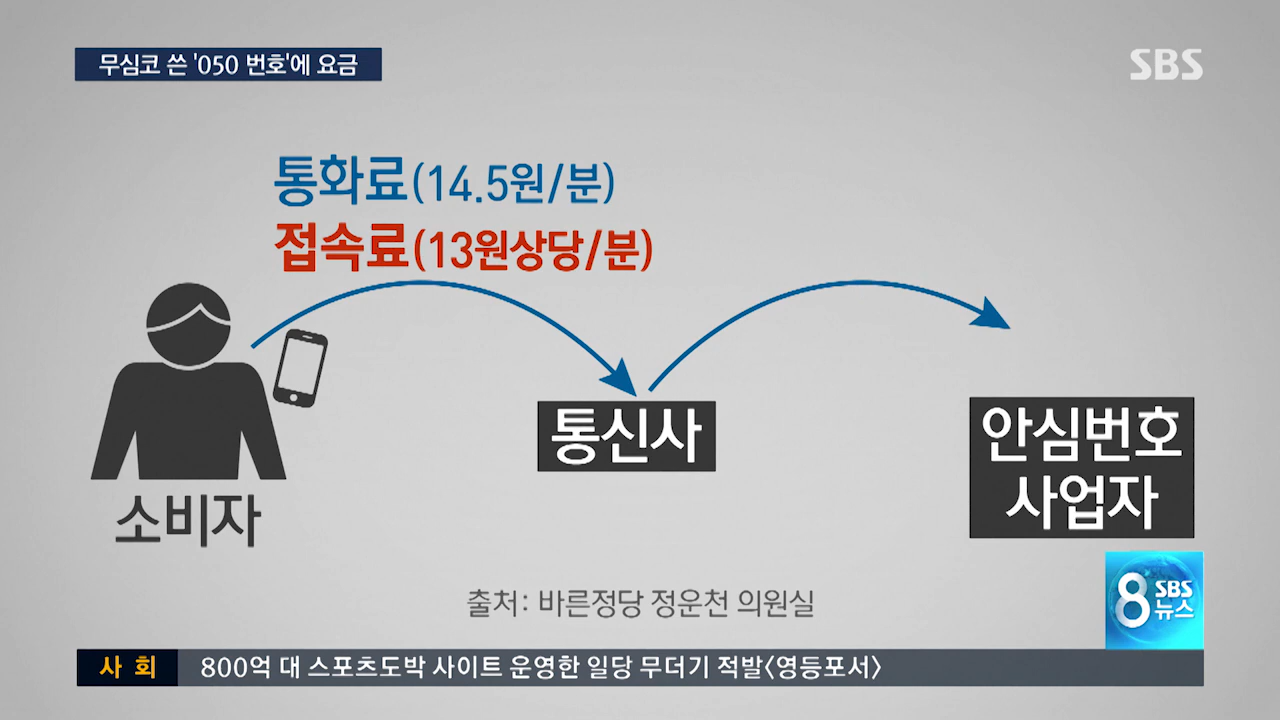 무심코 쓴 '050 번호'에 요금
SBS
통화료(14.5원/분)
접속료(13원상당/분)
통신사
안심번호
사업자
소비자
출처: 바른정당 정운천 의원실
8 SBS
뉴스
사 회 800억 대 스포츠도박 사이트 운영한 일당 무더기 적발<영등포서>